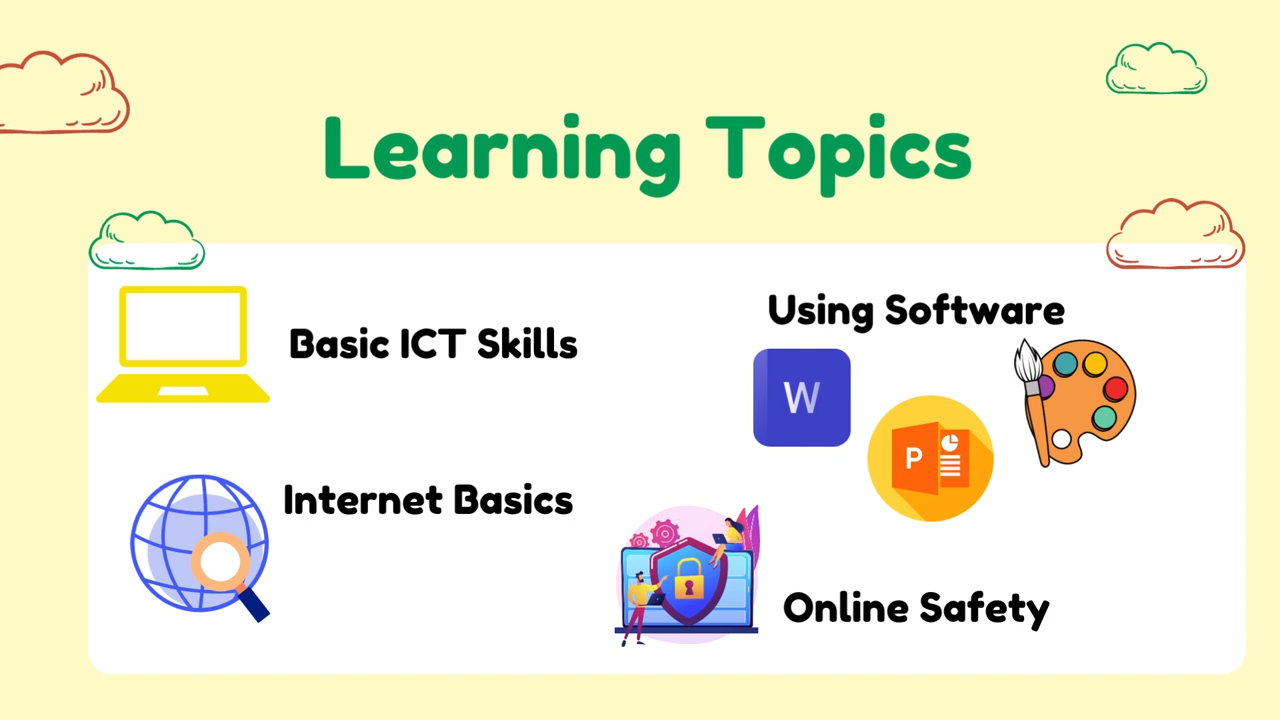 Learning Topics
Basic ICT Skills
Using Software
W
P
Internet Basics
Online Safety